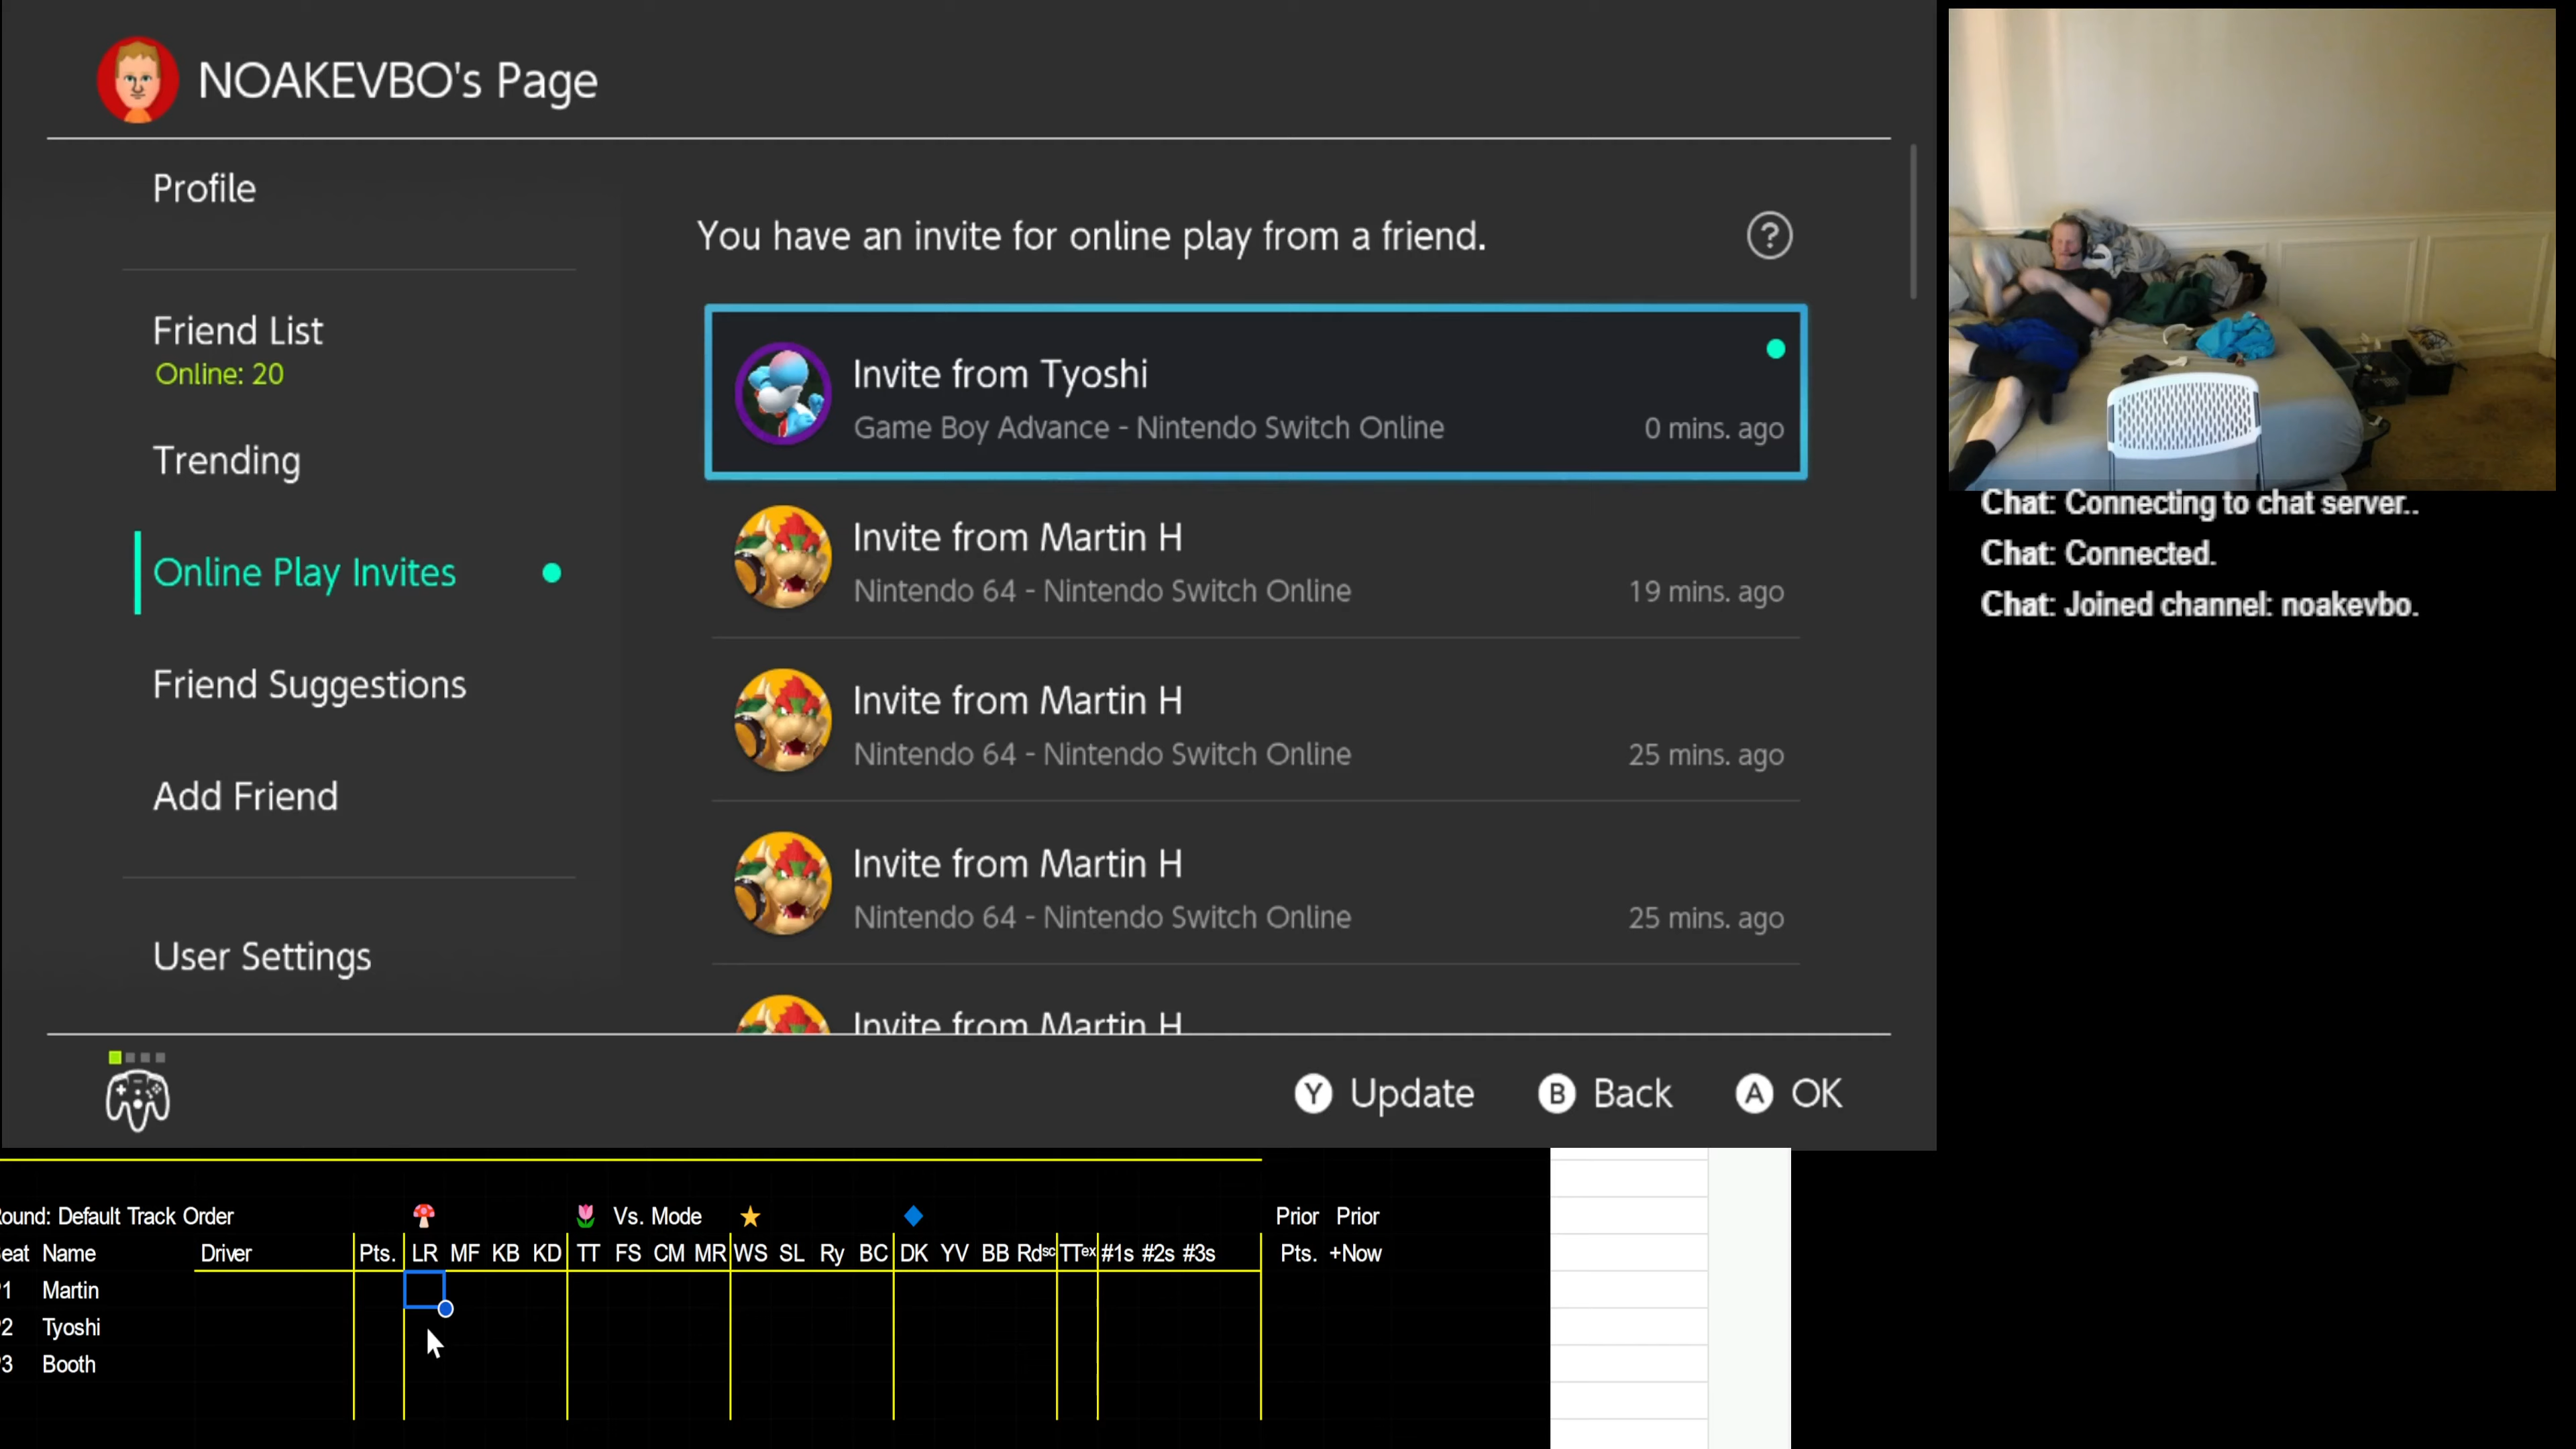 NOAKEVBO's Page
Profile
Friend List
Online: 20
Trending
Online Play Invites
Friend Suggestions
Add Friend
User Settings
You have an invite for online play from a friend.
?
Invite from Tyoshi
Game Boy Advance - Nintendo Switch Online 0 mins. ago
Invite from Martin H
Nintendo 64 - Nintendo Switch Online 19 mins. ago
Invite from Martin H
Nintendo 64 - Nintendo Switch Online 25 mins. ago
Invite from Martin H
Nintendo 64 - Nintendo Switch Online 25 mins. ago
Invite from Martin H
Y Update B Back A OK
Chat: Connecting to chat server..
Chat: Connected.
Chat: Joined channel: noakevbo.
ound: Default Track Order Vs. Mode Prior Prior
eat Name Driver Pts. LR MF KB KD TT FS CM MR WS SL Ry BC DK YV BB Rdsc TTex #1s #2s #3s Pts. +Now
1 Martin
2 Tyoshi
3 Booth